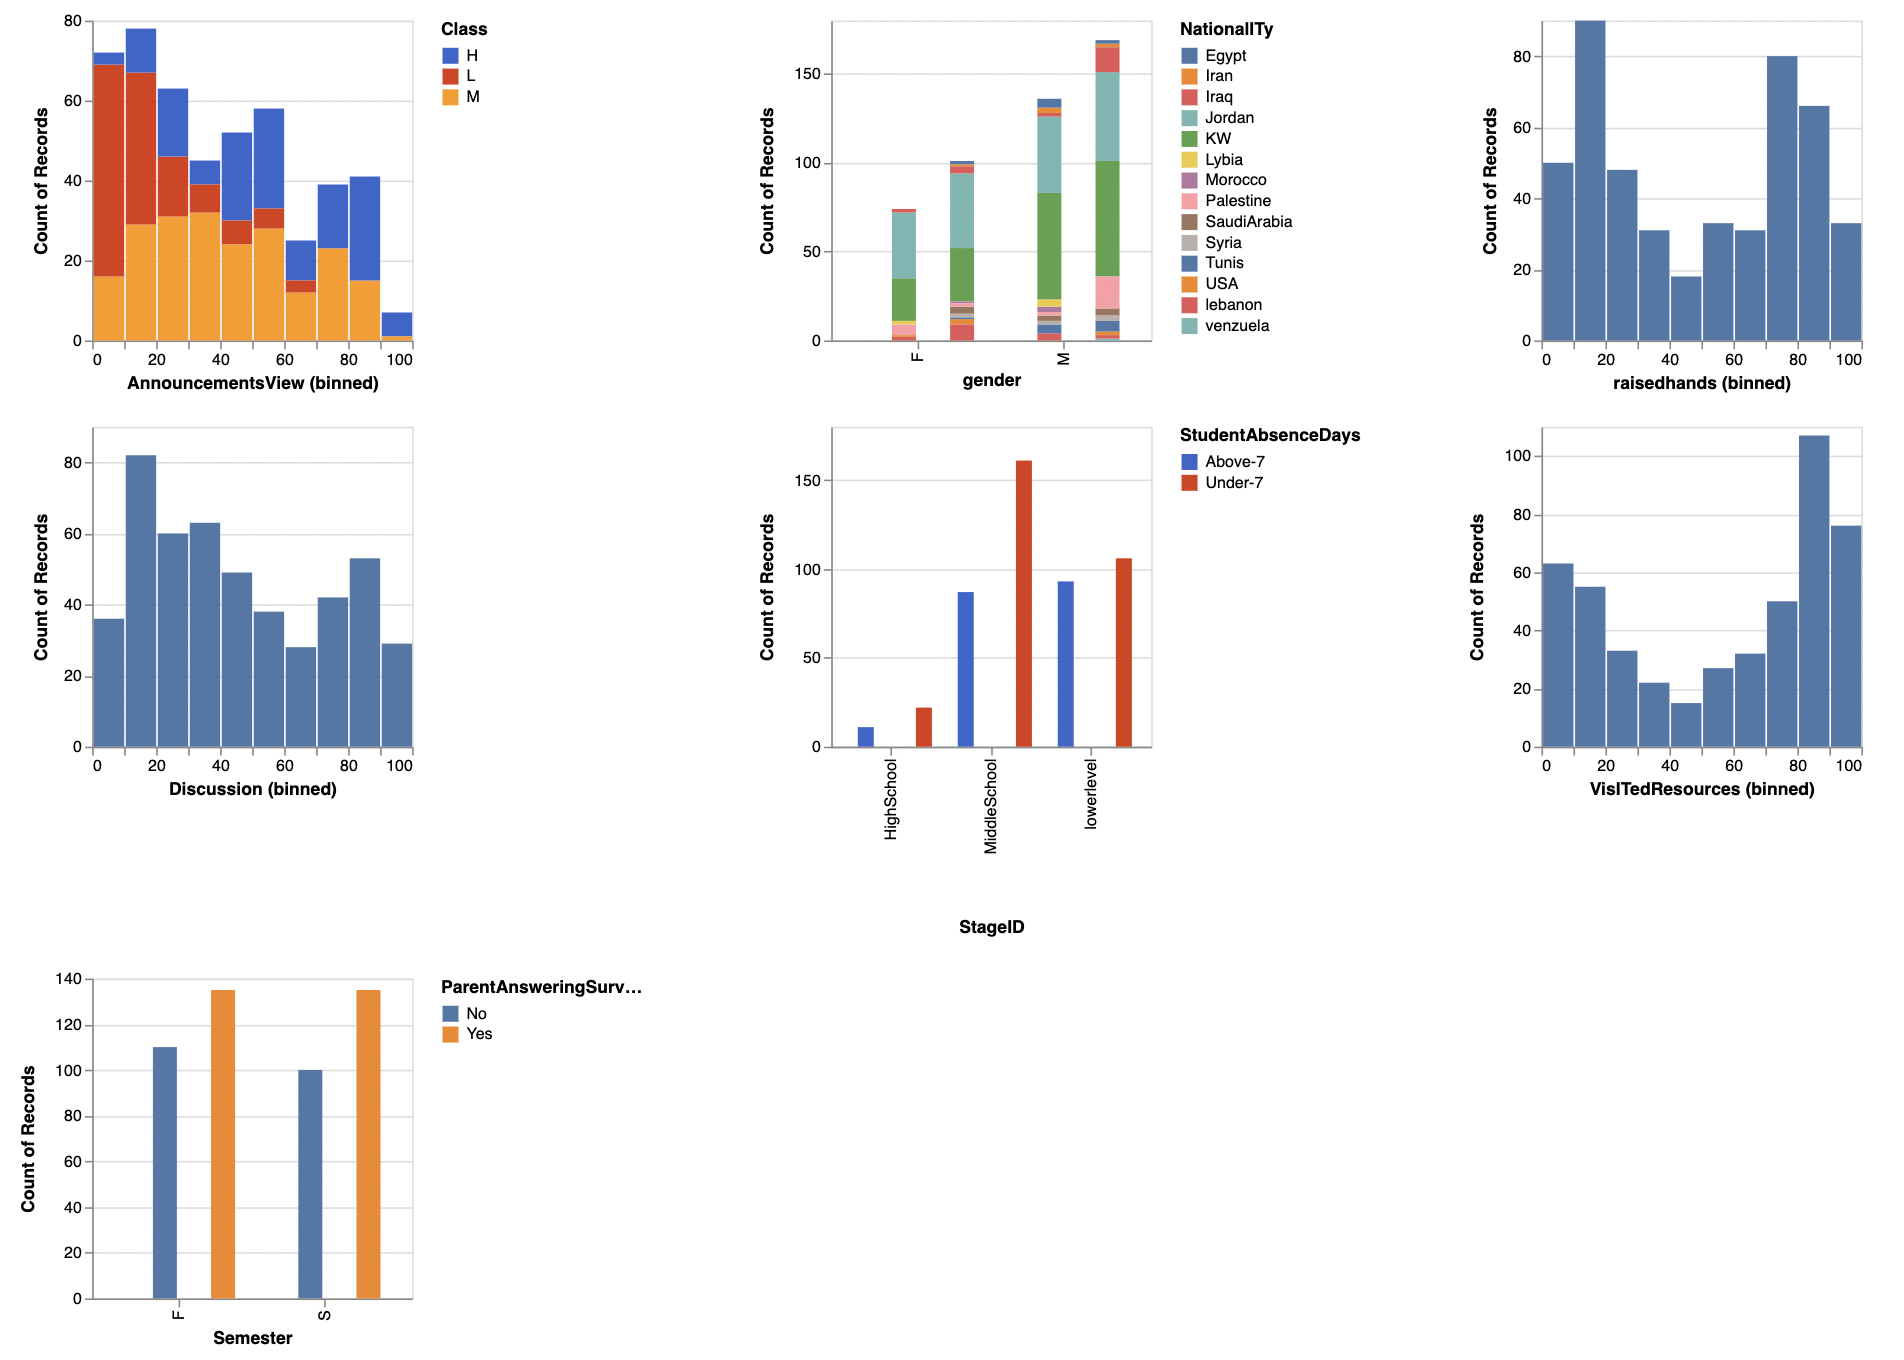 80
60
40
20
0
Count of Records
0 20 40 60 80 100
AnnouncementsView (binned)
Class
H
L
M
150
100
50
0
Count of Records
F M
gender
NationalITy
Egypt
Iran
Iraq
Jordan
KW
Lybia
Morocco
Palestine
SaudiArabia
Syria
Tunis
USA
lebanon
venzuela
80
60
40
20
0
Count of Records
0 20 40 60 80 100
raisedhands (binned)
80
60
40
20
0
Count of Records
0 20 40 60 80 100
Discussion (binned)
150
100
50
0
Count of Records
HighSchool
MiddleSchool
lowerlevel
StageID
StudentAbsenceDays
Above-7
Under-7
100
80
60
40
20
0
Count of Records
0 20 40 60 80 100
VisITedResources (binned)
140
120
100
80
60
40
20
0
Count of Records
F S
Semester
ParentAnsweringSurv…
No
Yes